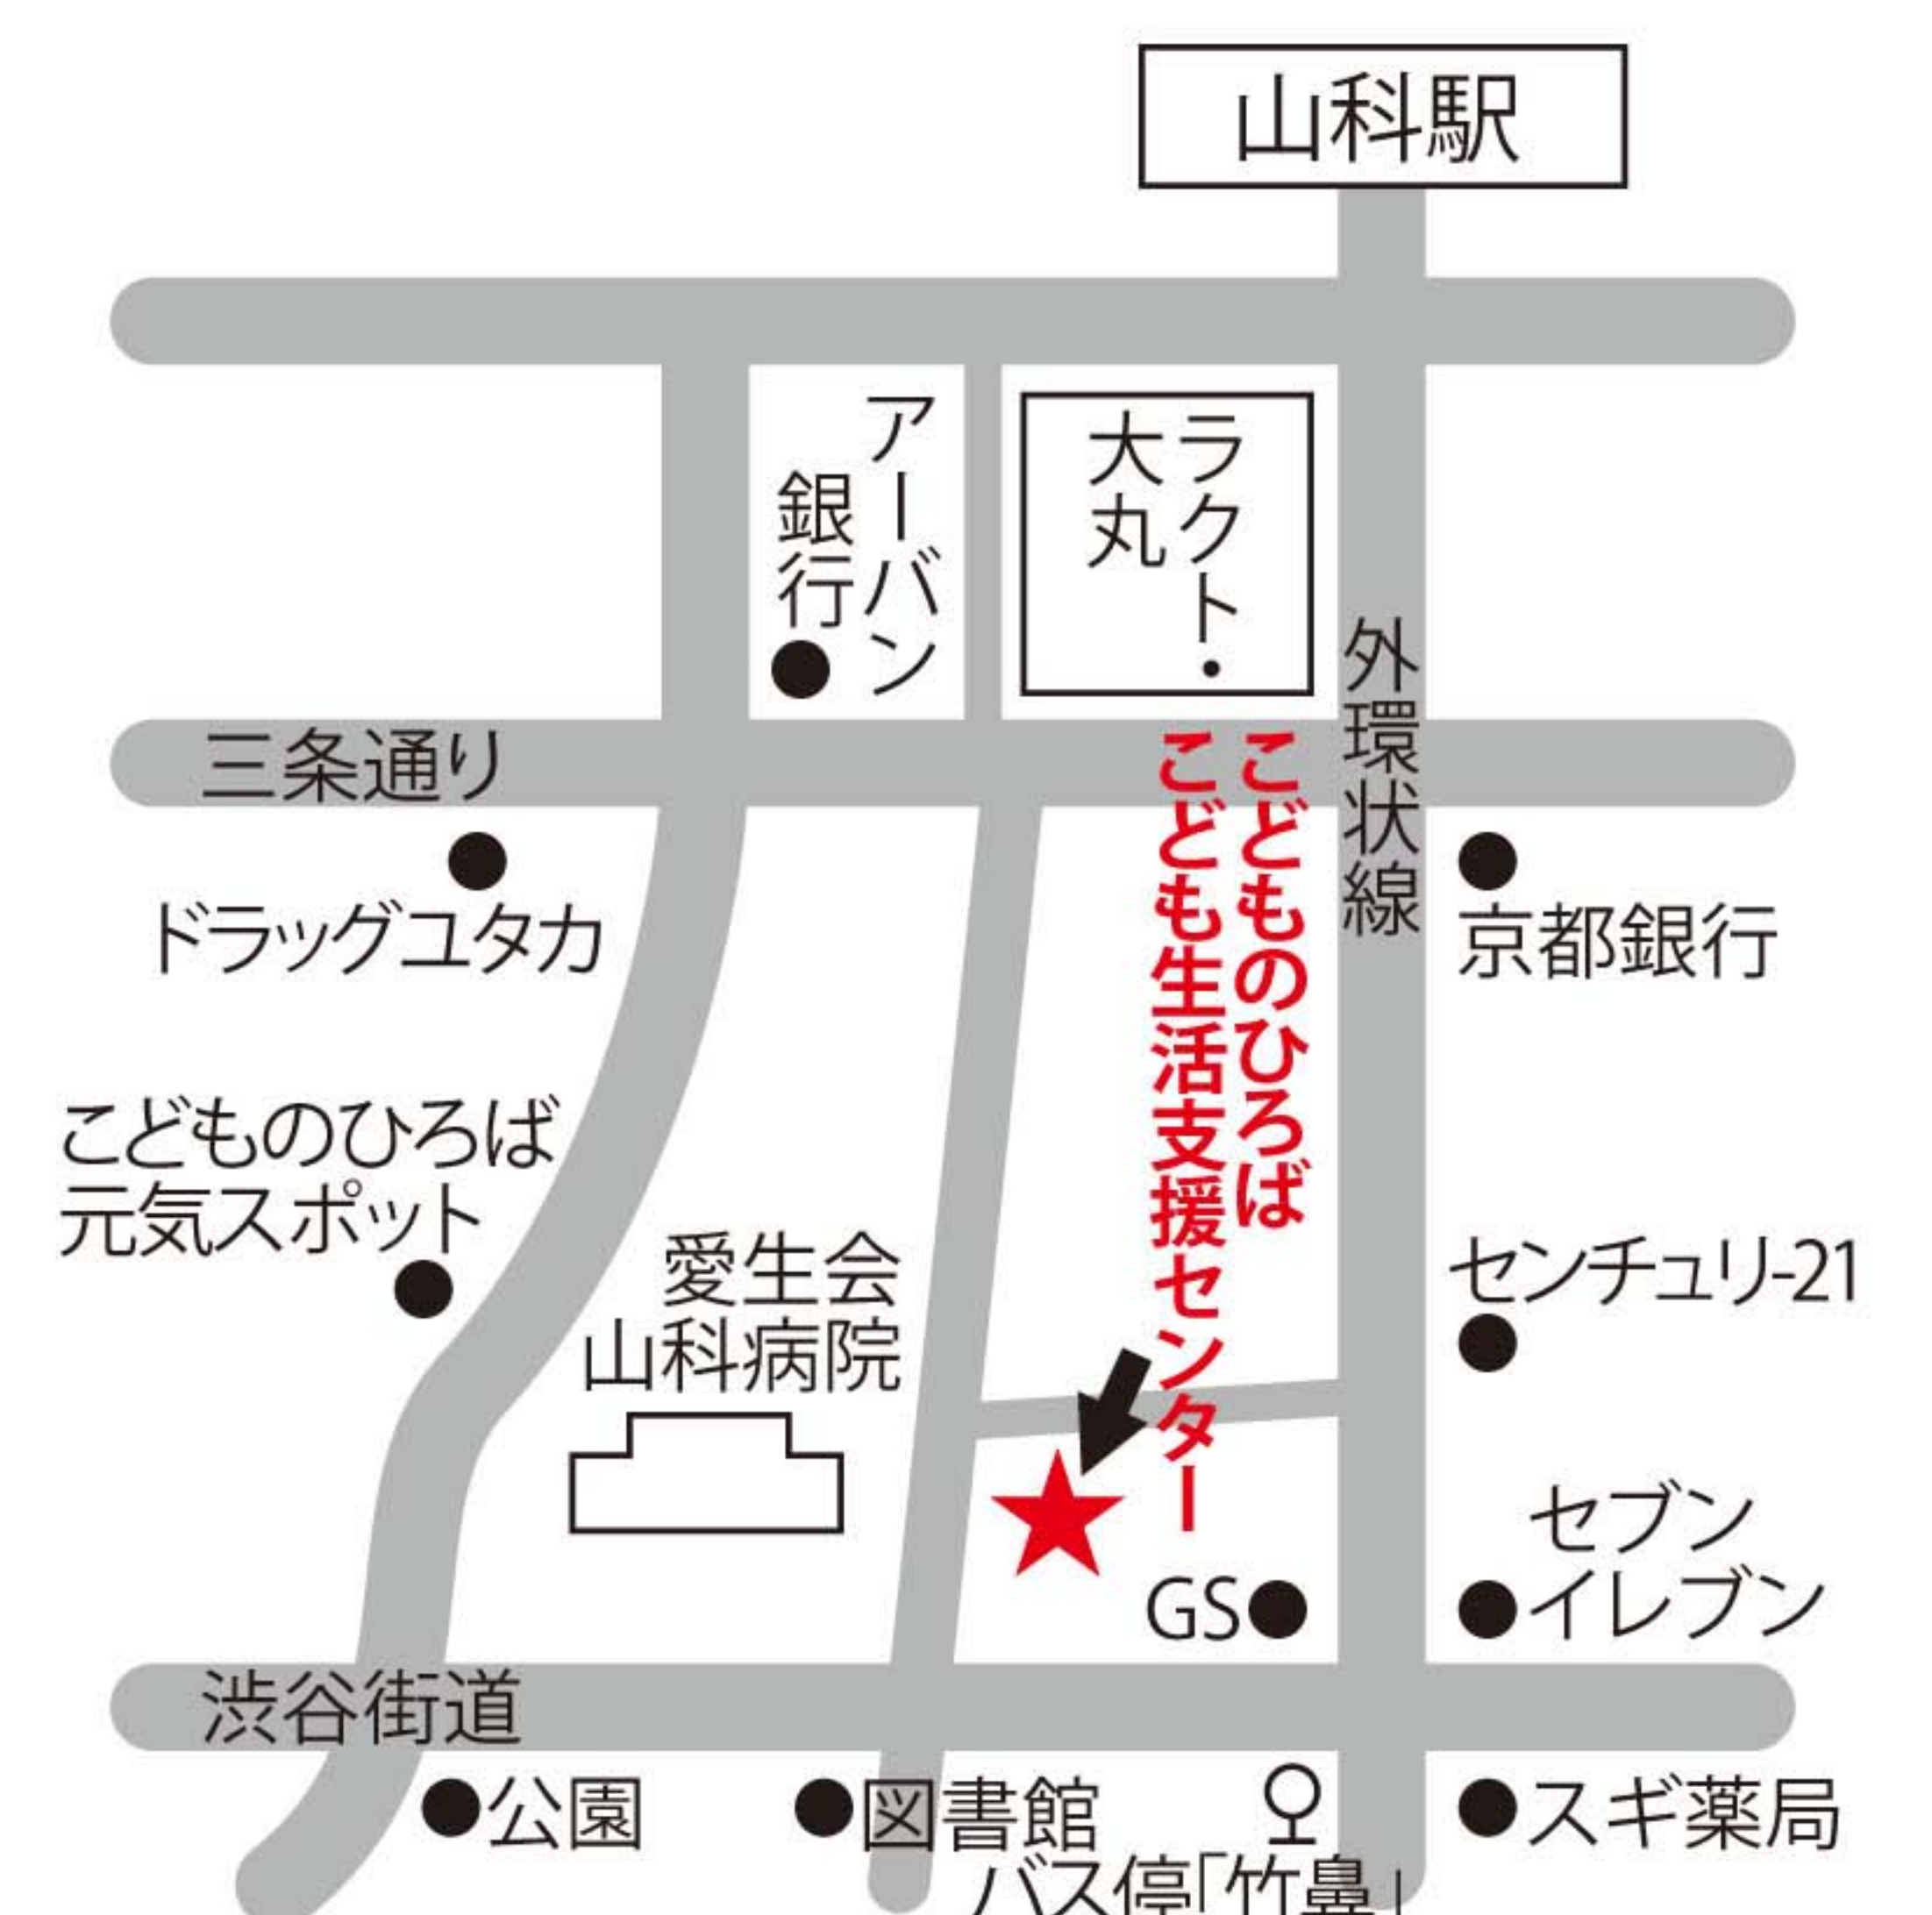 山科駅
アーバン
銀行
ラクト・
大丸
外環状線
三条通り
こどものひろば
こども生活支援センター
ドラッグユタカ
京都銀行
こどものひろば
元気スポット
愛生会
山科病院
センチュリ-21
セブン
イレブン
GS
渋谷街道
公園
図書館
スギ薬局
バス停「竹鼻」